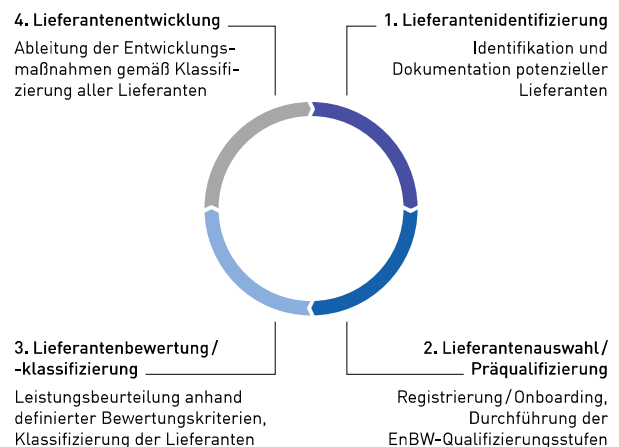 4. Lieferantenentwicklung
Ableitung der Entwicklungs-
maßnahmen gemäß Klassifi-
zierung aller Lieferanten
1. Lieferantenidentifizierung
Identifikation und
Dokumentation potenzieller
Lieferanten
3. Lieferantenbewertung/
-klassifizierung
Leistungsbeurteilung anhand
definierter Bewertungskriterien,
Klassifizierung der Lieferanten
2. Lieferantenauswahl/
Präqualifizierung
Registrierung/Onboarding,
Durchführung der
EnBW-Qualifizierungsstufen